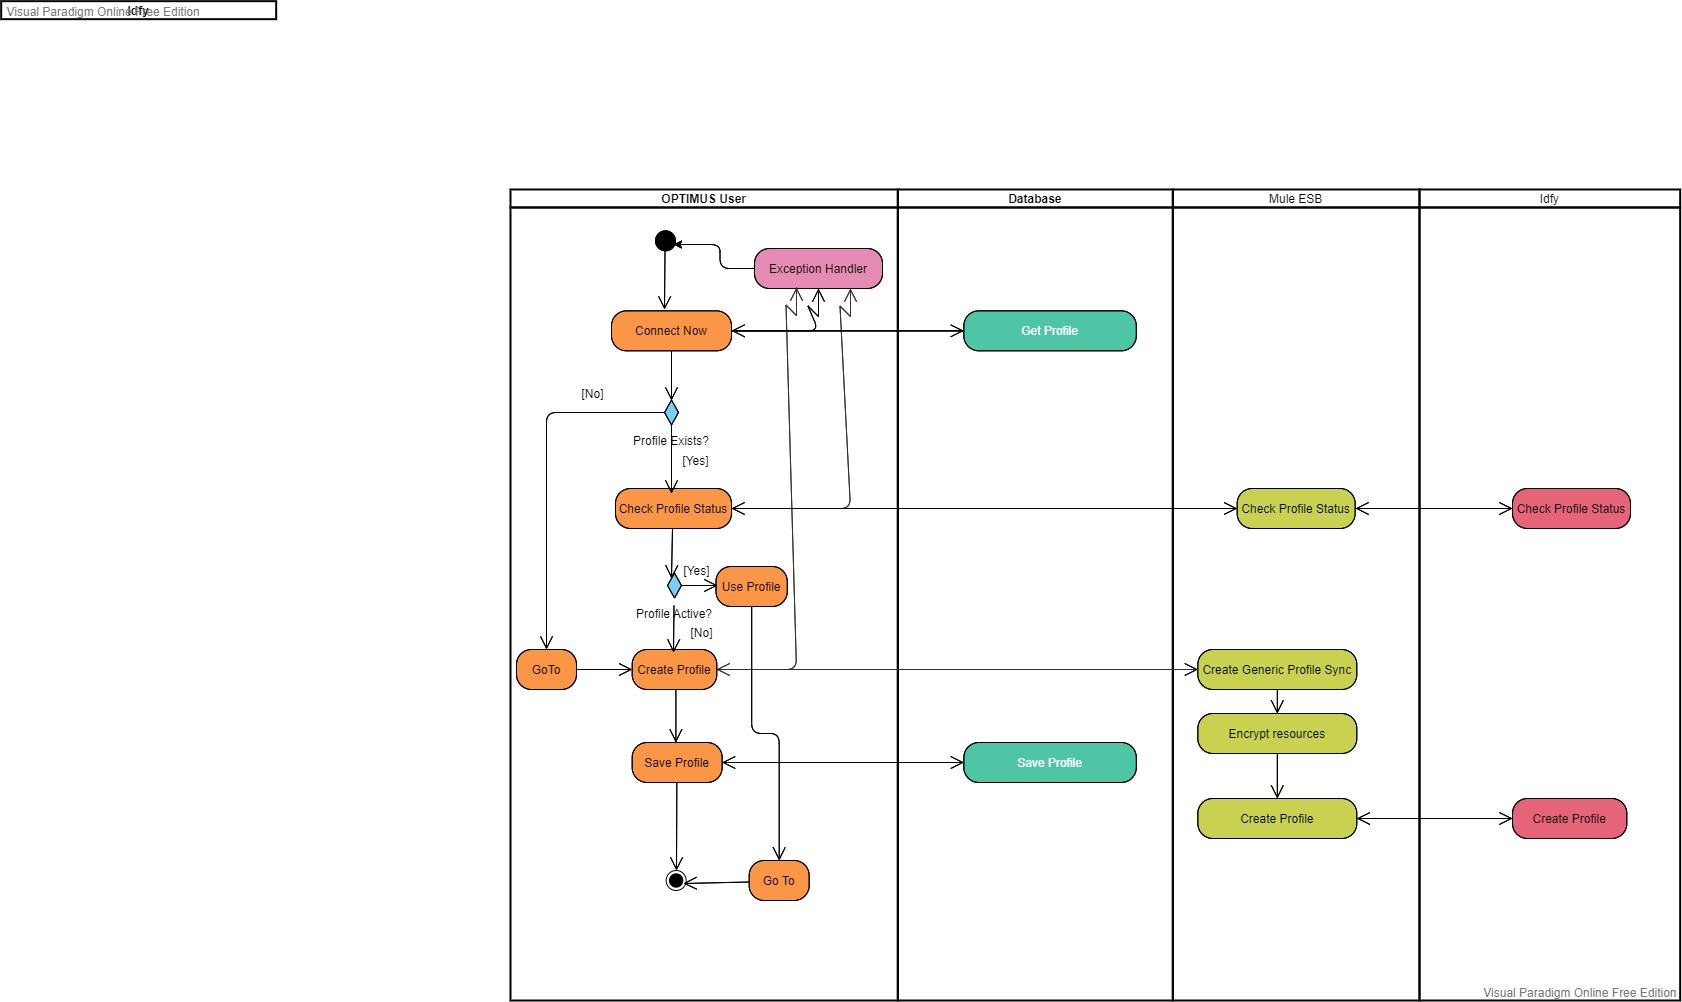 Visual Paradigm Online Free Edition
Idfy
OPTIMUS User
Database
Mule ESB
Idfy
Exception Handler
Connect Now
Get Profile
[No]
Profile Exists?
[Yes]
Check Profile Status
Check Profile Status
Check Profile Status
[Yes]
Use Profile
Profile Active?
[No]
GoTo
Create Profile
Create Generic Profile Sync
Encrypt resources
Save Profile
Save Profile
Create Profile
Create Profile
Go To
Visual Paradigm Online Free Edition